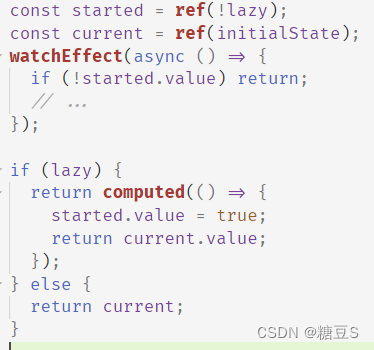 const started = ref(!lazy);
const current = ref(initialState);
watchEffect(async () => {
  if (!started.value) return;
  // ...
});

if (lazy) {
  return computed(() => {
    started.value = true;
    return current.value;
  });
} else {
  return current;
}
CSDN @糖豆S